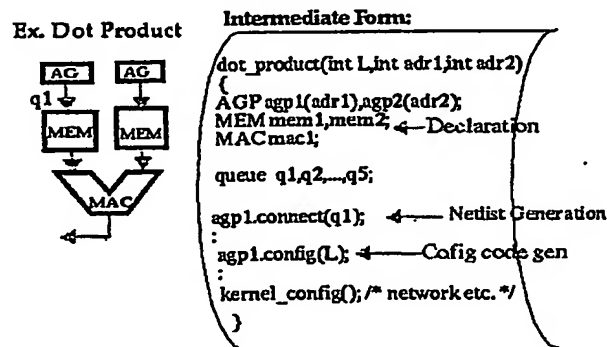 Ex. Dot Product
AG AG
q1
MEM MEM
MAC
Intermediate Form:
dot_product(int L,int adr1,int adr2)
{
AGP agp1(adr1),agp2(adr2);
MEM mem1,mem2; Declaration
MAC mac1;
queue q1,q2,...,q5;
agp1.connect(q1); Netlist Generation
:
agp1.config(L); Cofig code gen
:
kernel_config(); /* network etc. */
}